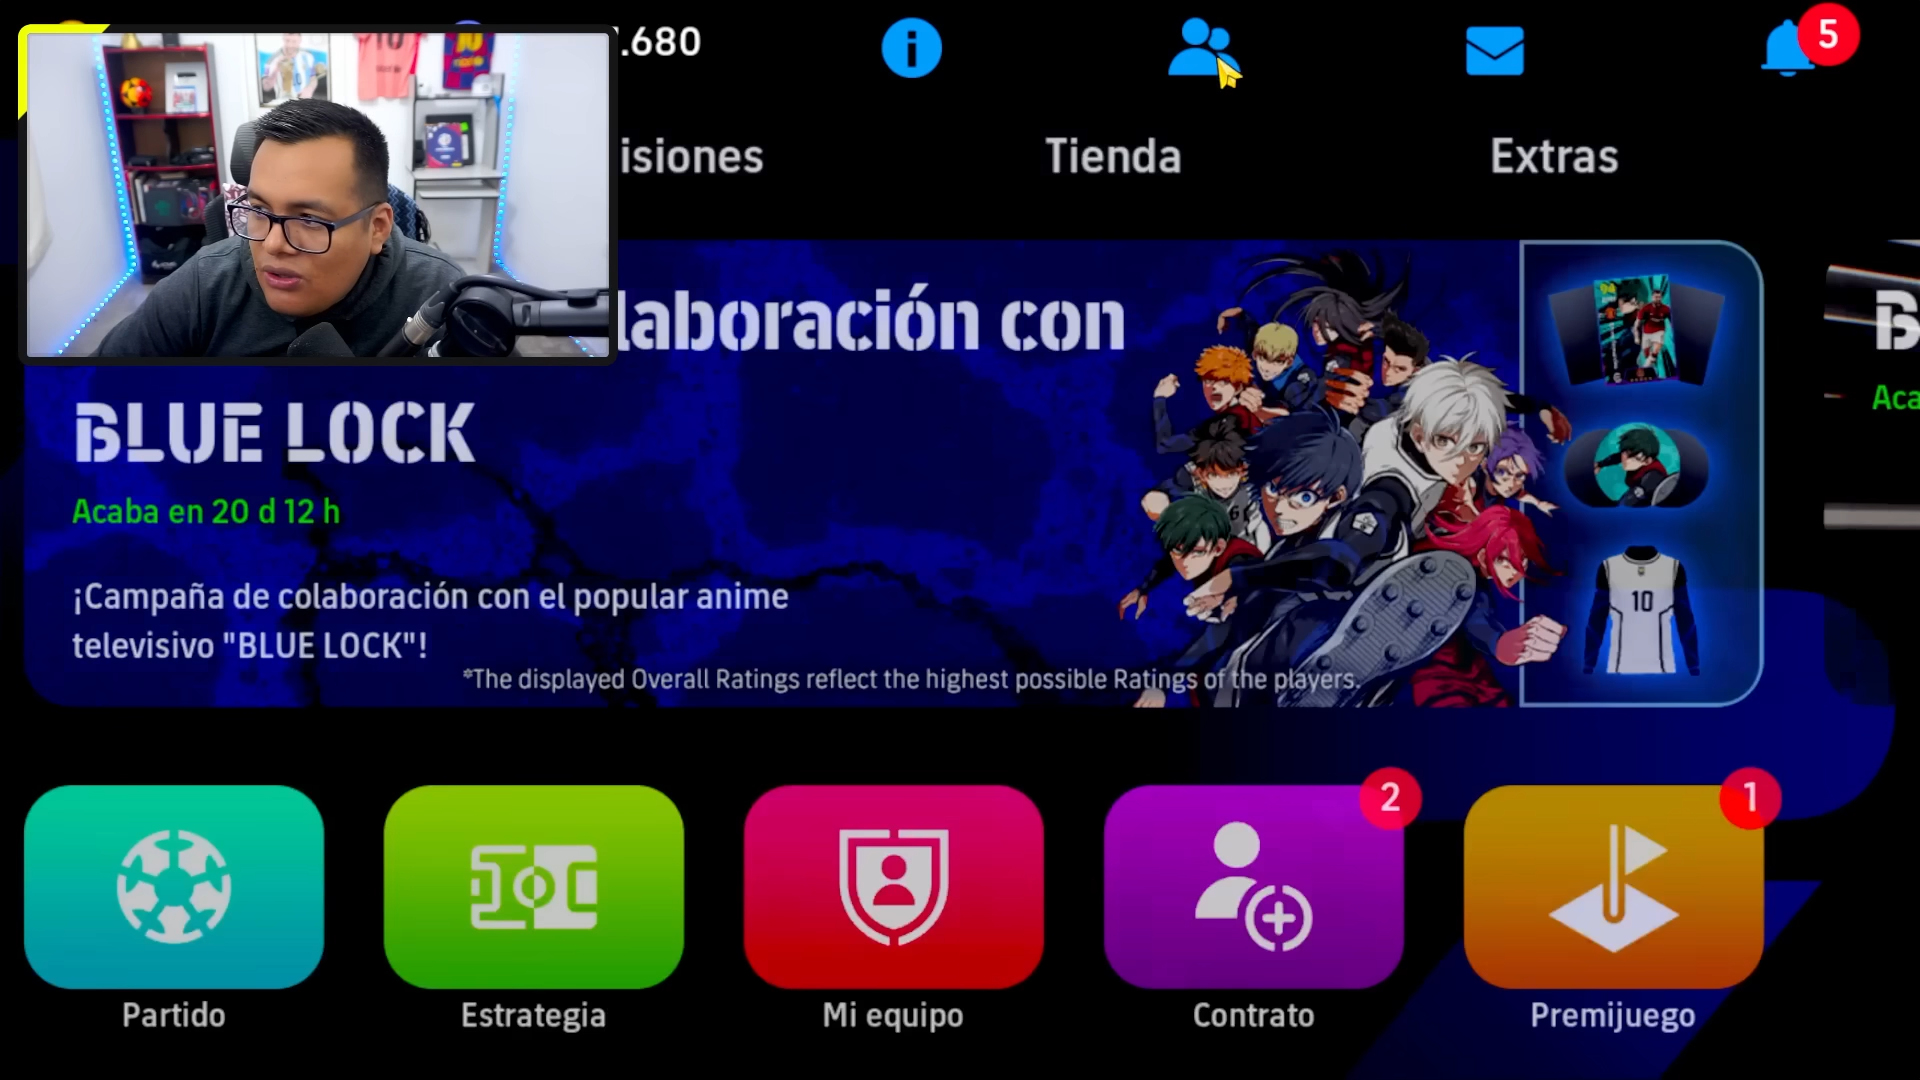 .680
5
isiones
Tienda
Extras
laboración con
BLUE LOCK
Acaba en 20 d 12 h
¡Campaña de colaboración con el popular anime
televisivo "BLUE LOCK"!
*The displayed Overall Ratings reflect the highest possible Ratings of the players.
10
B
Aca
2
1
Partido
Estrategia
Mi equipo
Contrato
Premijuego